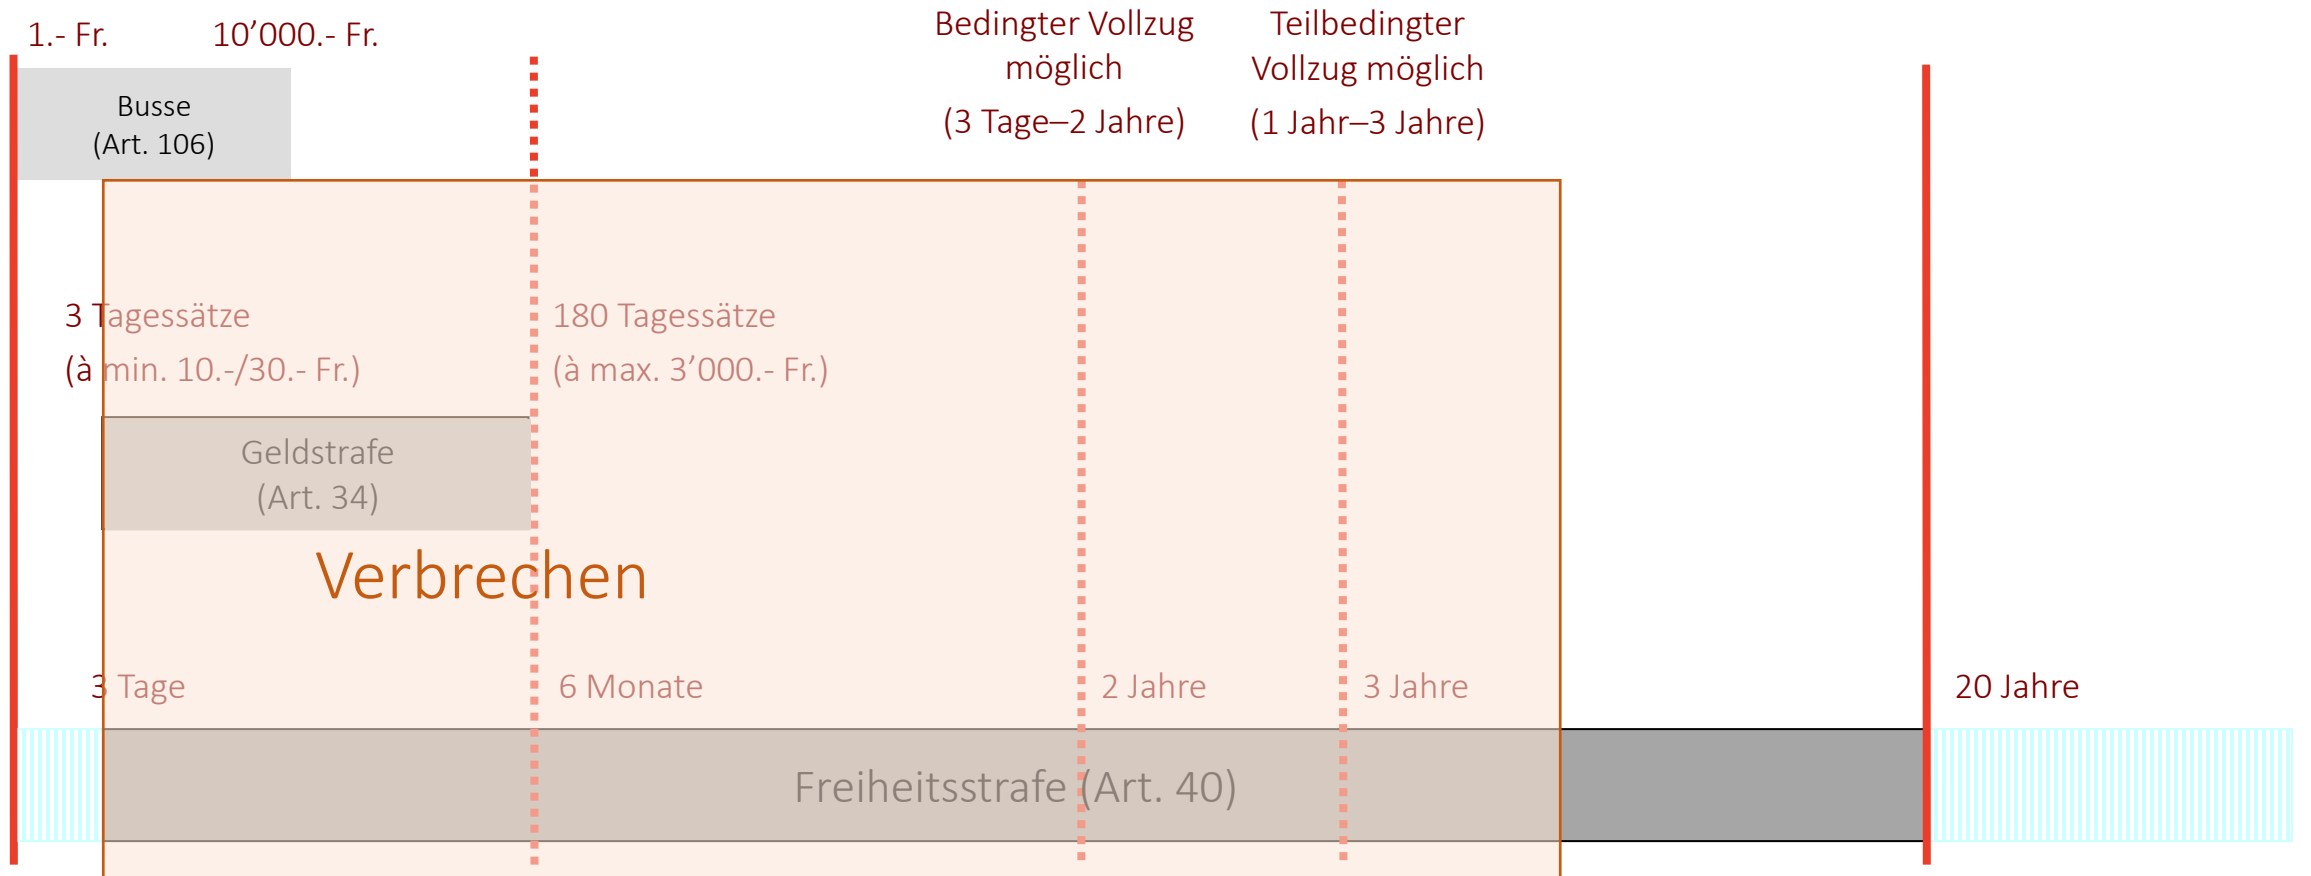 1.- Fr.
10’000.- Fr.
Bedingter Vollzug
möglich
(3 Tage–2 Jahre)
Teilbedingter
Vollzug möglich
(1 Jahr–3 Jahre)
Busse
(Art. 106)
3 Tagessätze
(à min. 10.-/30.- Fr.)
180 Tagessätze
(à max. 3’000.- Fr.)
Geldstrafe
(Art. 34)
Verbrechen
3 Tage
6 Monate
2 Jahre
3 Jahre
20 Jahre
Freiheitsstrafe (Art. 40)